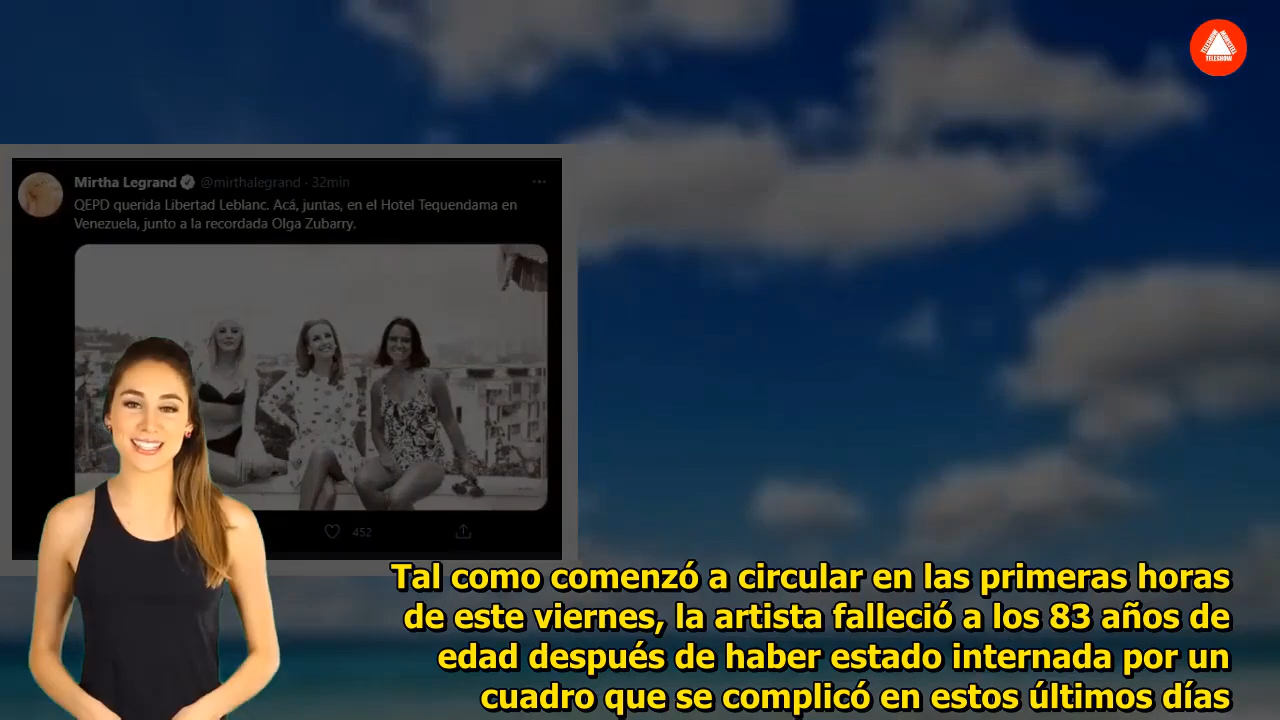 TELESHOW
Mirtha Legrand @mirthalegrand · 32min
QEPD querida Libertad Leblanc. Acá, juntas, en el Hotel Tequendama en
Venezuela, junto a la recordada Olga Zubarry.
452
Tal como comenzó a circular en las primeras horas
de este viernes, la artista falleció a los 83 años de
edad después de haber estado internada por un
cuadro que se complicó en estos últimos días